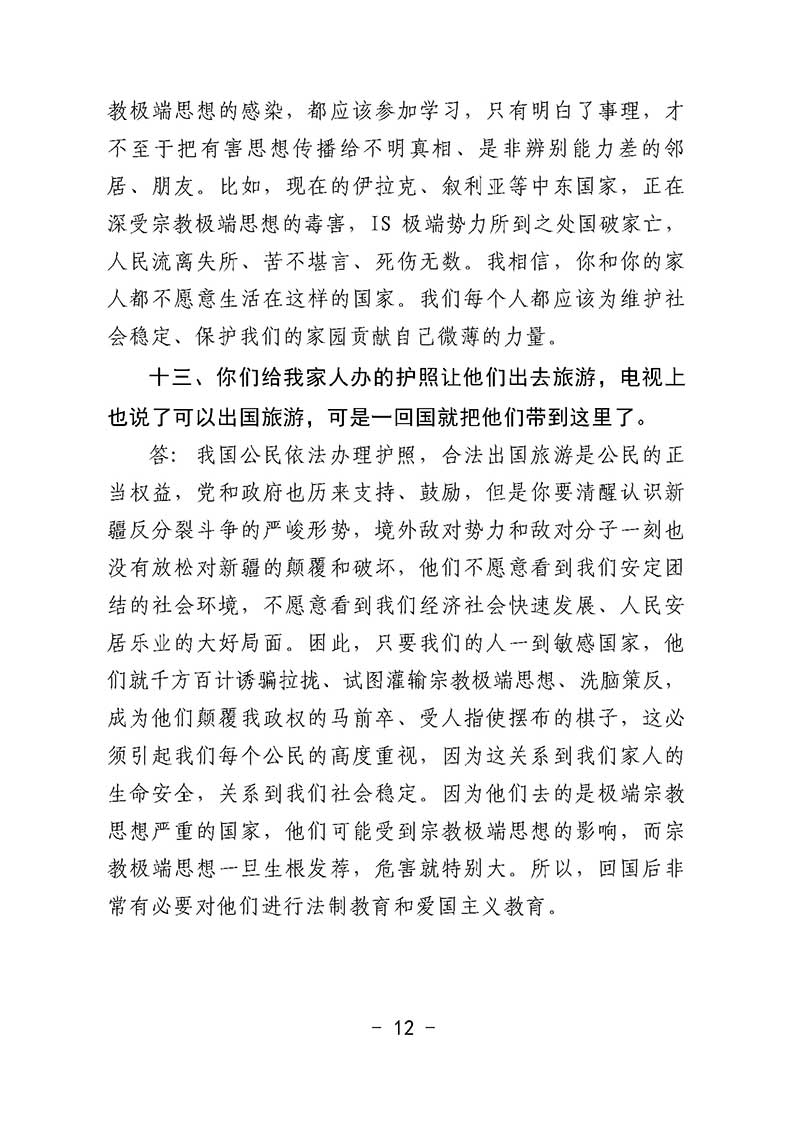 教极端思想的感染，都应该参加学习，只有明白了事理，才
不至于把有害思想传播给不明真相、是非辨别能力差的邻
居、朋友。比如，现在的伊拉克、叙利亚等中东国家，正在
深受宗教极端思想的毒害，IS 极端势力所到之处国破家亡，
人民流离失所、苦不堪言、死伤无数。我相信，你和你的家
人都不愿意生活在这样的国家。我们每个人都应该为维护社
会稳定、保护我们的家园贡献自己微薄的力量。
十三、你们给我家人办的护照让他们出去旅游，电视上
也说了可以出国旅游，可是一回国就把他们带到这里了。
答：我国公民依法办理护照，合法出国旅游是公民的正
当权益，党和政府也历来支持、鼓励，但是你要清醒认识新
疆反分裂斗争的严峻形势，境外敌对势力和敌对分子一刻也
没有放松对新疆的颠覆和破坏，他们不愿意看到我们安定团
结的社会环境，不愿意看到我们经济社会快速发展、人民安
居乐业的大好局面。因此，只要我们的人一到敏感国家，他
们就千方百计诱骗拉拢、试图灌输宗教极端思想、洗脑策反，
成为他们颠覆我政权的马前卒、受人指使摆布的棋子，这必
须引起我们每个公民的高度重视，因为这关系到我们家人的
生命安全，关系到我们社会稳定。因为他们去的是极端宗教
思想严重的国家，他们可能受到宗教极端思想的影响，而宗
教极端思想一旦生根发荐，危害就特别大。所以，回国后非
常有必要对他们进行法制教育和爱国主义教育。
- 12 -